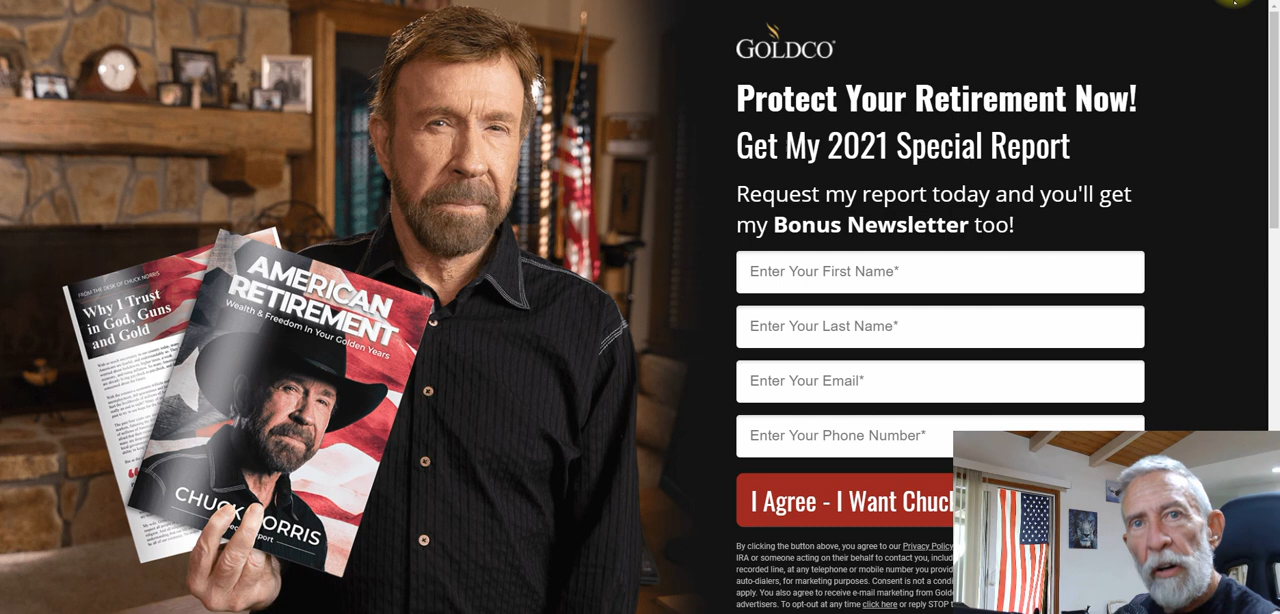 GOLDCO
Protect Your Retirement Now!
Get My 2021 Special Report
Request my report today and you'll get
my Bonus Newsletter too!
Enter Your First Name*
Enter Your Last Name*
Enter Your Email*
Enter Your Phone Number*
I Agree - I Want Chuck
By clicking the button above, you agree to our Privacy Policy
IRA or someone acting on their behalf to contact you, includ
recorded line, at any telephone or mobile number you provid
auto-dialers, for marketing purposes. Consent is not a condi
apply. You also agree to receive e-mail marketing from Gold
advertisers. To opt-out at any time click here or reply STOP t
FROM THE DESK OF CHUCK NORRIS
Why I Trust
in God, Guns
and Gold
AMERICAN
RETIREMENT
Wealth & Freedom In Your Golden Years
CHUCK NORRIS